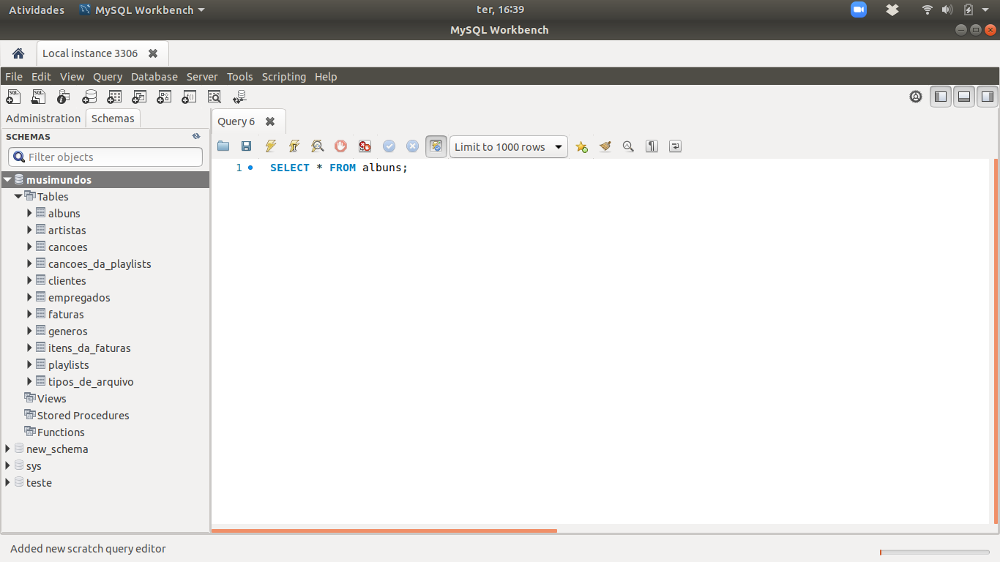 Atividades MySQL Workbench ter, 16:39
MySQL Workbench
Local instance 3306
File Edit View Query Database Server Tools Scripting Help
Administration Schemas
Query 6
SCHEMAS
Filter objects
Limit to 1000 rows
1 SELECT * FROM albuns;
musimundos
Tables
albuns
artistas
cancoes
cancoes_da_playlists
clientes
empregados
faturas
generos
itens_da_faturas
playlists
tipos_de_arquivo
Views
Stored Procedures
Functions
new_schema
sys
teste
Added new scratch query editor